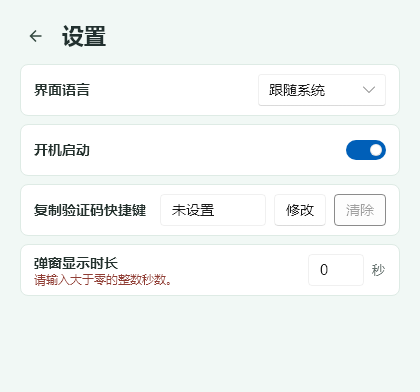 设置
界面语言 跟随系统
开机启动
复制验证码快捷键 未设置 修改 清除
弹窗显示时长
请输入大于零的整数秒数。
0 秒